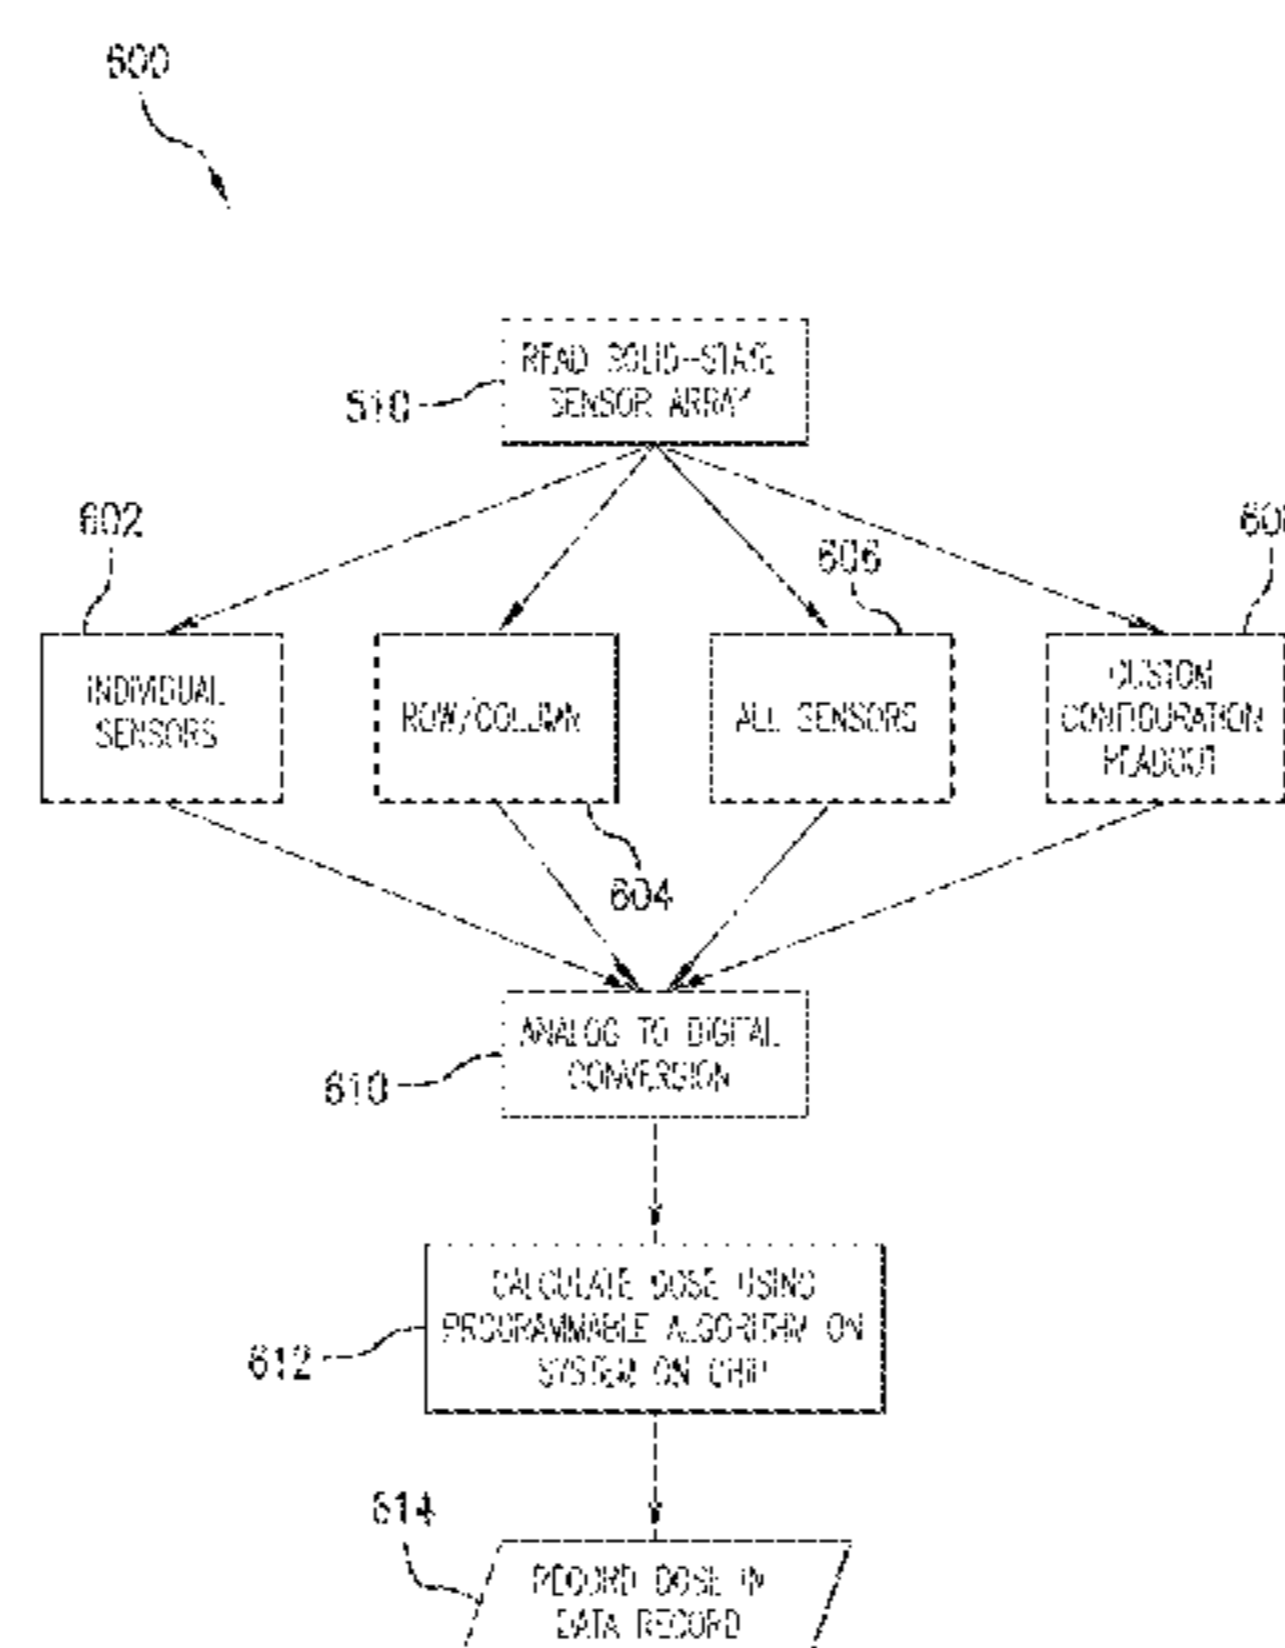 600
READ SOLID-STATE
SENSOR ARRAY
510
602
606
INDIVIDUAL
SENSORS
ROW/COLUMN
ALL SENSORS
CUSTOM
CONFIGURATION
READOUT
604
ANALOG TO DIGITAL
CONVERSION
610
CALCULATE DOSE USING
PROGRAMMABLE ALGORITHM ON
SYSTEM ON CHIP
612
614
RECORD DOSE IN
DATA RECORD